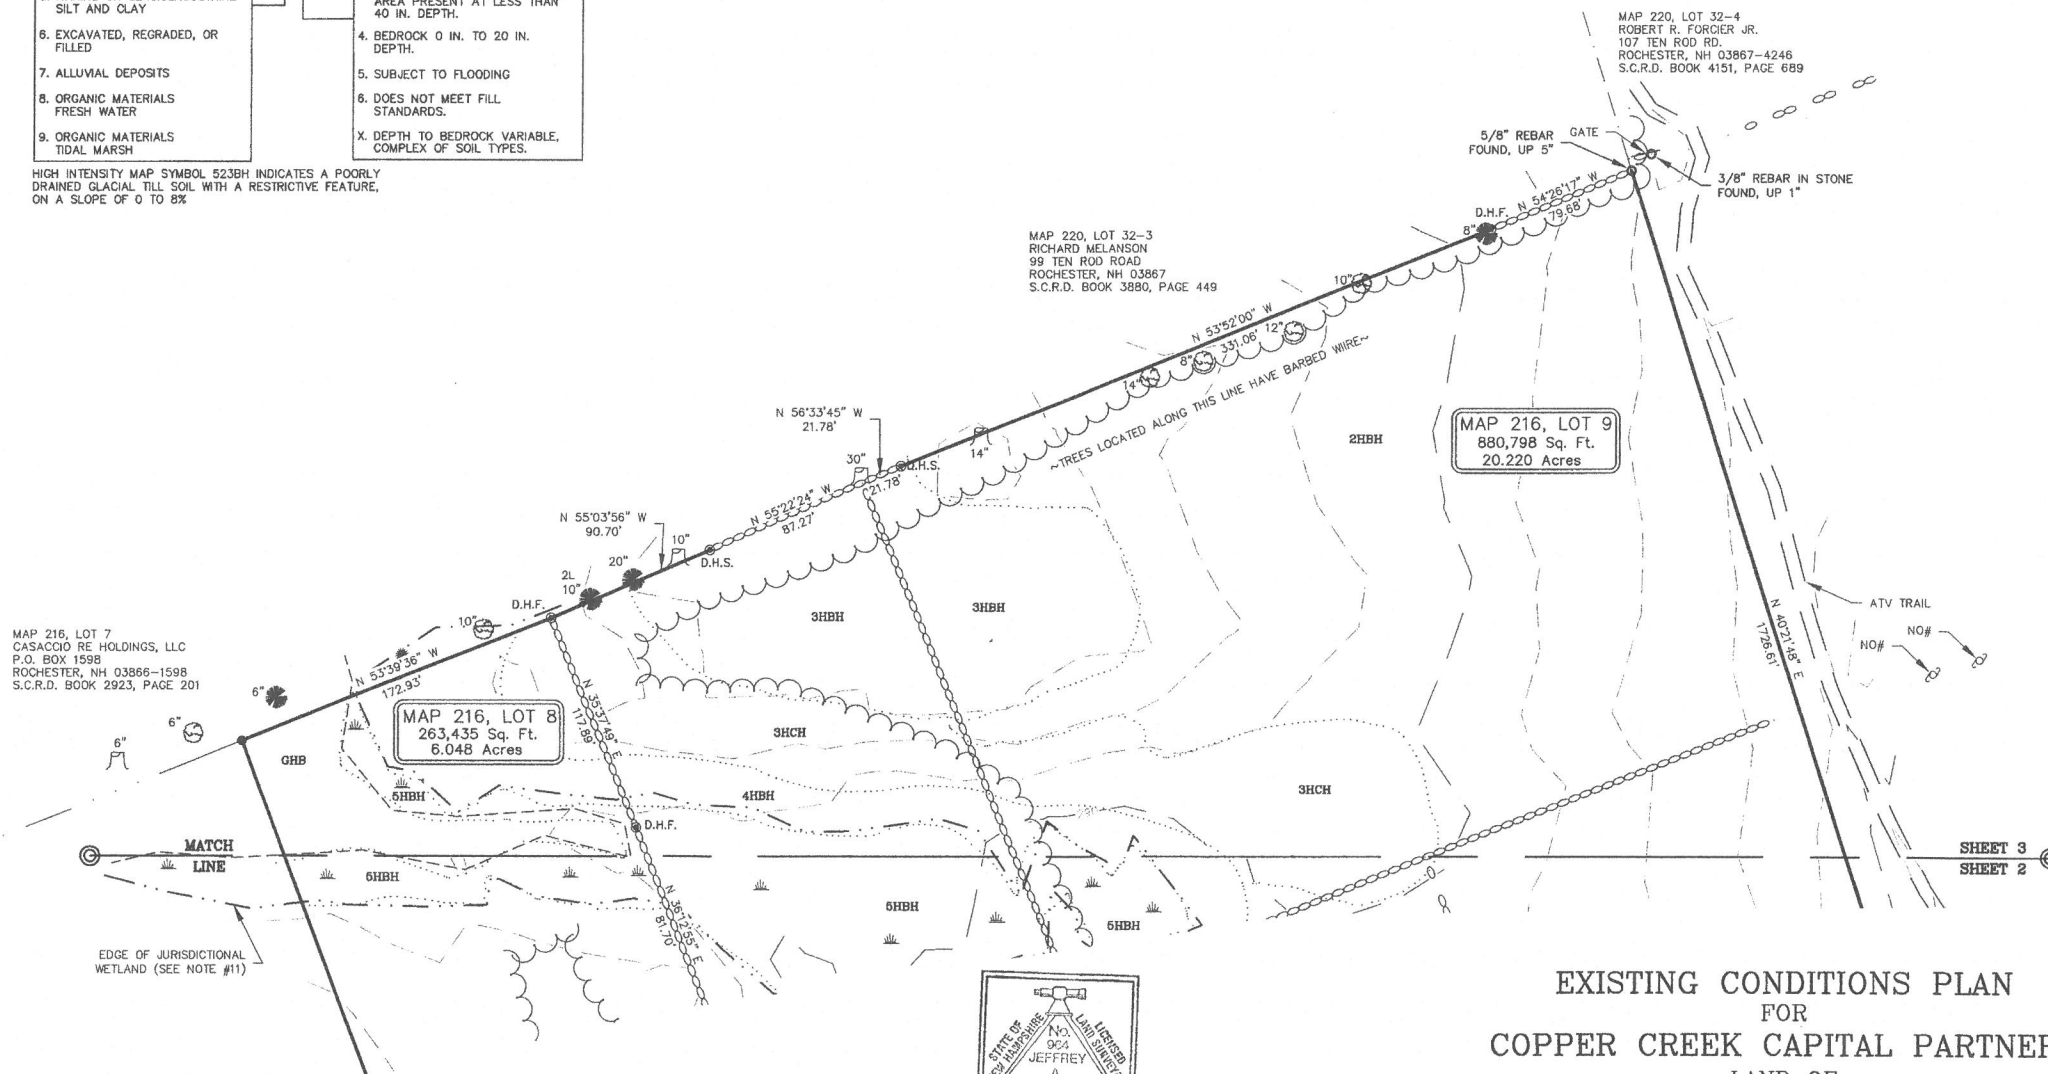 SILT AND CLAY
6. EXCAVATED, REGRADED, OR
FILLED
7. ALLUVIAL DEPOSITS
8. ORGANIC MATERIALS
FRESH WATER
9. ORGANIC MATERIALS
TIDAL MARSH
AREA PRESENT AT LESS THAN
40 IN. DEPTH.
4. BEDROCK 0 IN. TO 20 IN.
DEPTH.
5. SUBJECT TO FLOODING
6. DOES NOT MEET FILL
STANDARDS.
X. DEPTH TO BEDROCK VARIABLE,
COMPLEX OF SOIL TYPES.
HIGH INTENSITY MAP SYMBOL 523BH INDICATES A POORLY
DRAINED GLACIAL TILL SOIL WITH A RESTRICTIVE FEATURE,
ON A SLOPE OF 0 TO 8%
MAP 220, LOT 32-4
ROBERT R. FORCIER JR.
107 TEN ROD RD.
ROCHESTER, NH 03867-4246
S.C.R.D. BOOK 4151, PAGE 689
5/8" REBAR
FOUND, UP 5"
GATE
3/8" REBAR IN STONE
FOUND, UP 1"
N 54°26'17" W
79.68'
D.H.F.
8"
MAP 220, LOT 32-3
RICHARD MELANSON
99 TEN ROD ROAD
ROCHESTER, NH 03867
S.C.R.D. BOOK 3880, PAGE 449
10"
N 53°52'00" W
331.06'
12"
8"
14"
~TREES LOCATED ALONG THIS LINE HAVE BARBED WIIRE~
N 56°33'45" W
21.78'
30"
21.78'
D.H.S.
14"
2HBH
MAP 216, LOT 9
880,798 Sq. Ft.
20.220 Acres
N 55°22'24" W
87.27'
N 55°03'56" W
90.70'
10"
D.H.S.
20"
2L
10"
D.H.F.
10"
3HBH
3HBH
N 40°21'48" E
1726.61'
ATV TRAIL
NO#
NO#
MAP 216, LOT 7
CASACCIO RE HOLDINGS, LLC
P.O. BOX 1598
ROCHESTER, NH 03866-1598
S.C.R.D. BOOK 2923, PAGE 201
N 53°39'36" W
172.93'
6"
6"
6"
MAP 216, LOT 8
263,435 Sq. Ft.
6.048 Acres
N 35°37'49" E
117.89'
3HCH
GHB
5HBH
4HBH
3HCH
D.H.F.
MATCH
LINE
SHEET 3
SHEET 2
6HBH
N 36°12'55" E
81.70'
6HBH
5HBH
EDGE OF JURISDICTIONAL
WETLAND (SEE NOTE #11)
STATE OF
NEW HAMPSHIRE
LICENSED
LAND SURVEY
No.
964
JEFFREY
EXISTING CONDITIONS PLAN
FOR
COPPER CREEK CAPITAL PARTNER
LAND OF